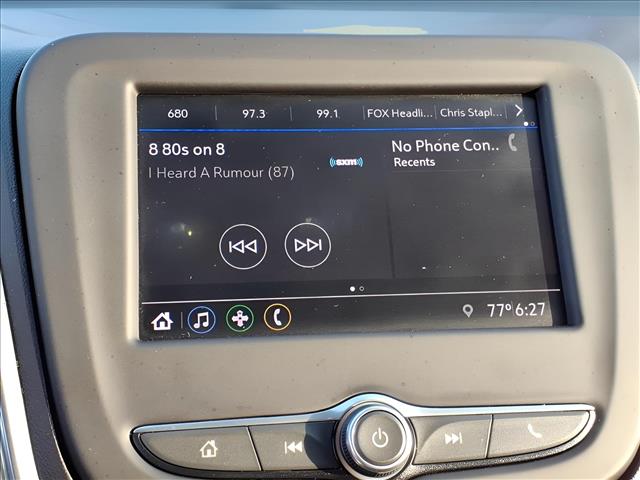 680 97.3 99.1 FOX Headli... Chris Stapl...
8 80s on 8
I Heard A Rumour (87)
((sxm))
No Phone Con..
Recents
77° 6:27